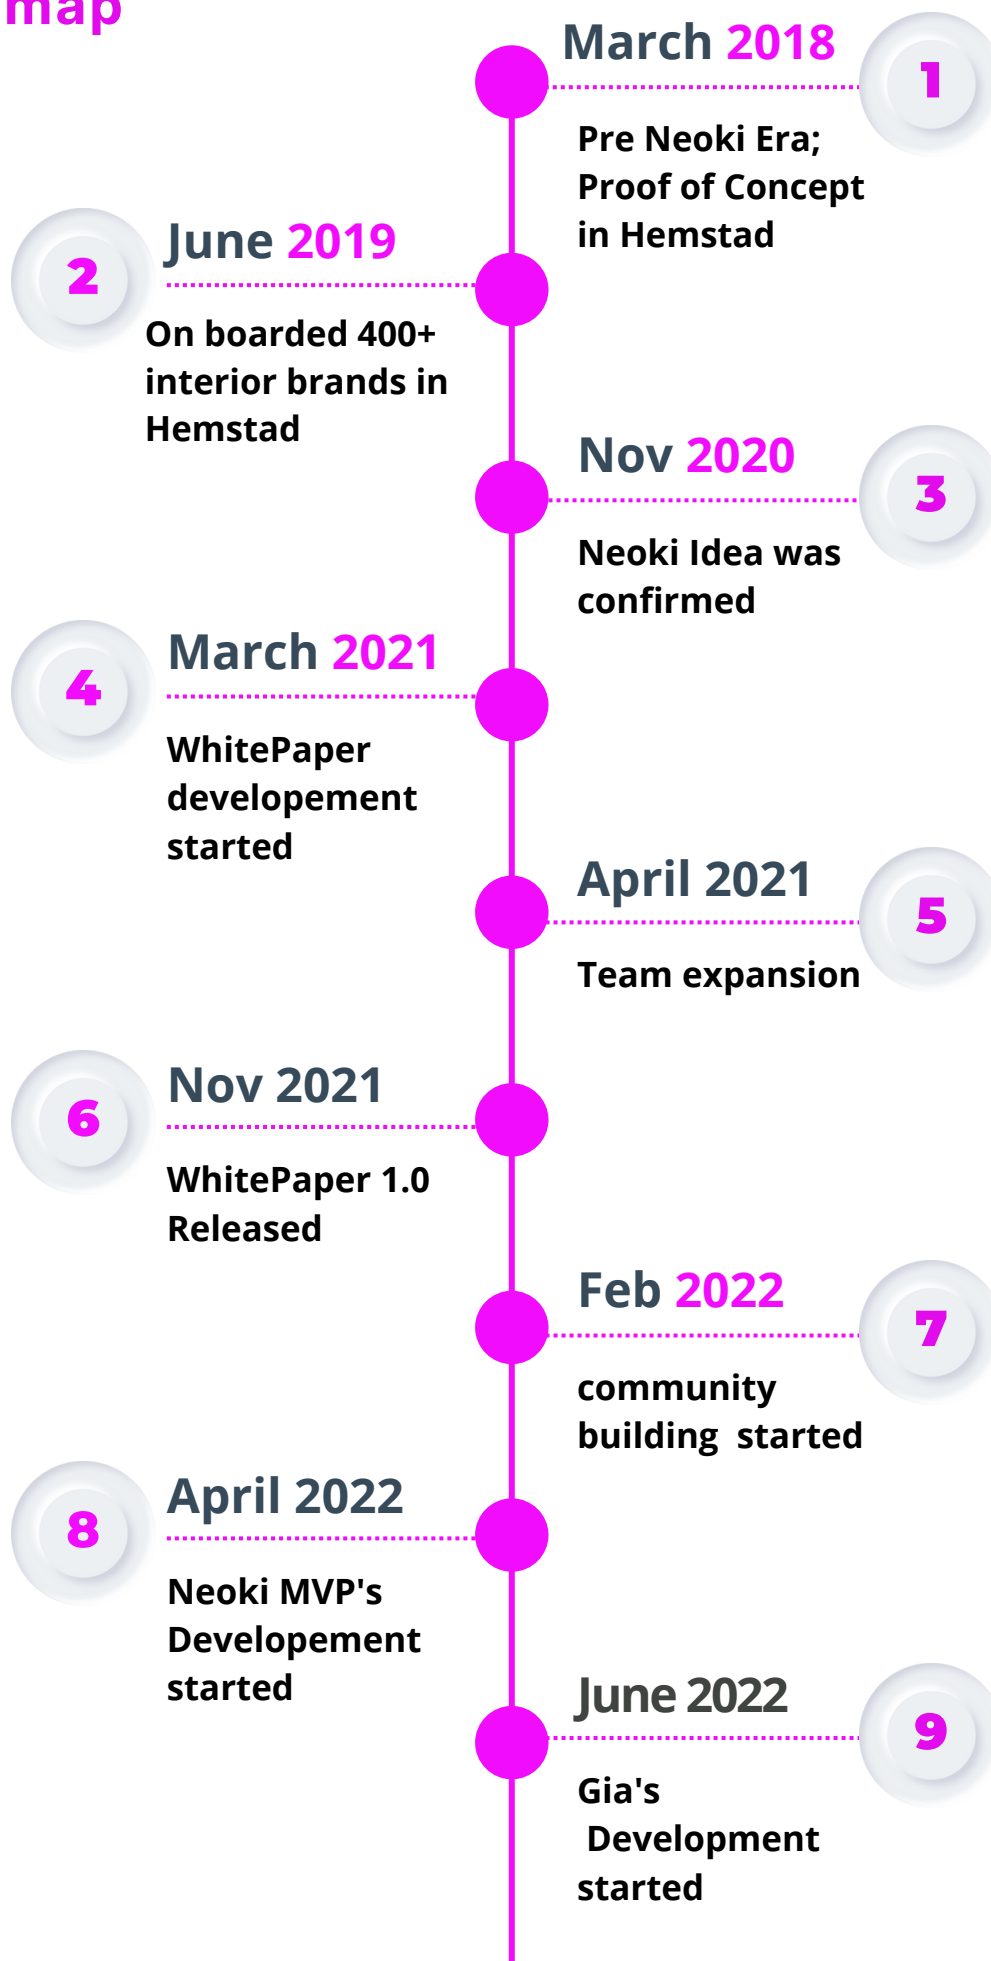 map
March 2018
1
Pre Neoki Era;
Proof of Concept
in Hemstad
June 2019
2
On boarded 400+
interior brands in
Hemstad
Nov 2020
3
Neoki Idea was
confirmed
March 2021
4
WhitePaper
developement
started
April 2021
5
Team expansion
Nov 2021
6
WhitePaper 1.0
Released
Feb 2022
7
community
building  started
April 2022
8
Neoki MVP's
Developement
started
June 2022
9
Gia's
Development
started